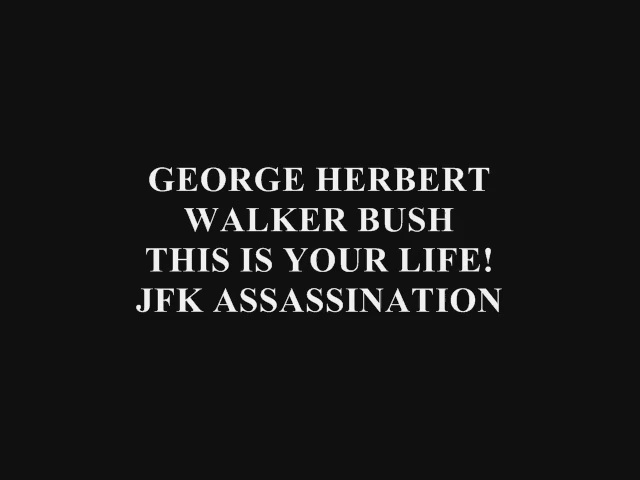 GEORGE HERBERT
WALKER BUSH
THIS IS YOUR LIFE!
JFK ASSASSINATION